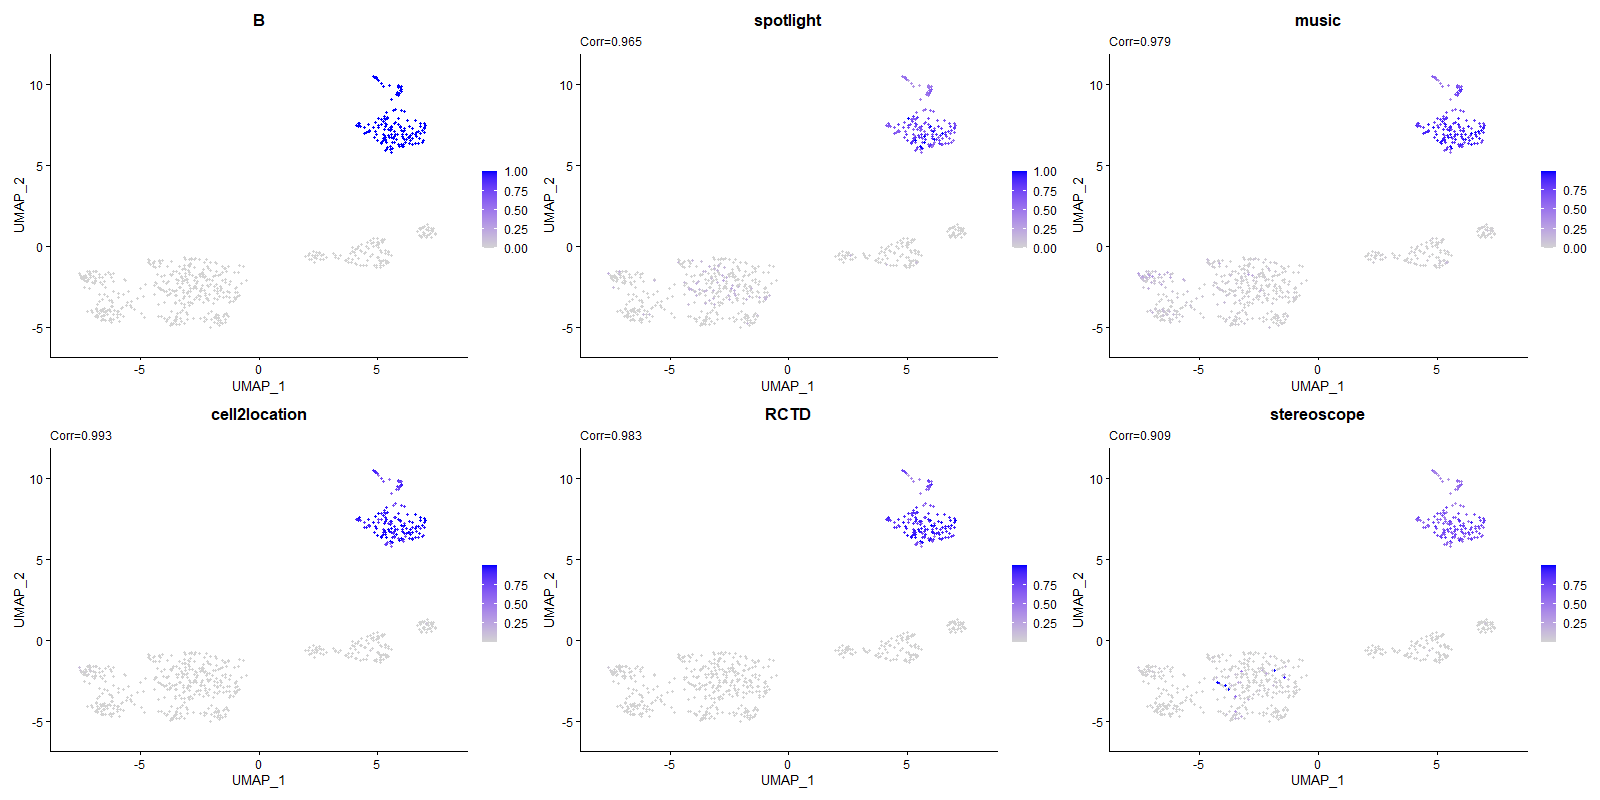 B
10
5
0
-5
UMAP_2
-5
0
5
UMAP_1
1.00
0.75
0.50
0.25
0.00
spotlight
Corr=0.965
10
5
0
-5
UMAP_2
-5
0
5
UMAP_1
1.00
0.75
0.50
0.25
0.00
music
Corr=0.979
10
5
0
-5
UMAP_2
-5
0
5
UMAP_1
0.75
0.50
0.25
0.00
cell2location
Corr=0.993
10
5
0
-5
UMAP_2
-5
0
5
UMAP_1
0.75
0.50
0.25
RCTD
Corr=0.983
10
5
0
-5
UMAP_2
-5
0
5
UMAP_1
0.75
0.50
0.25
stereoscope
Corr=0.909
10
5
0
-5
UMAP_2
-5
0
5
UMAP_1
0.75
0.50
0.25